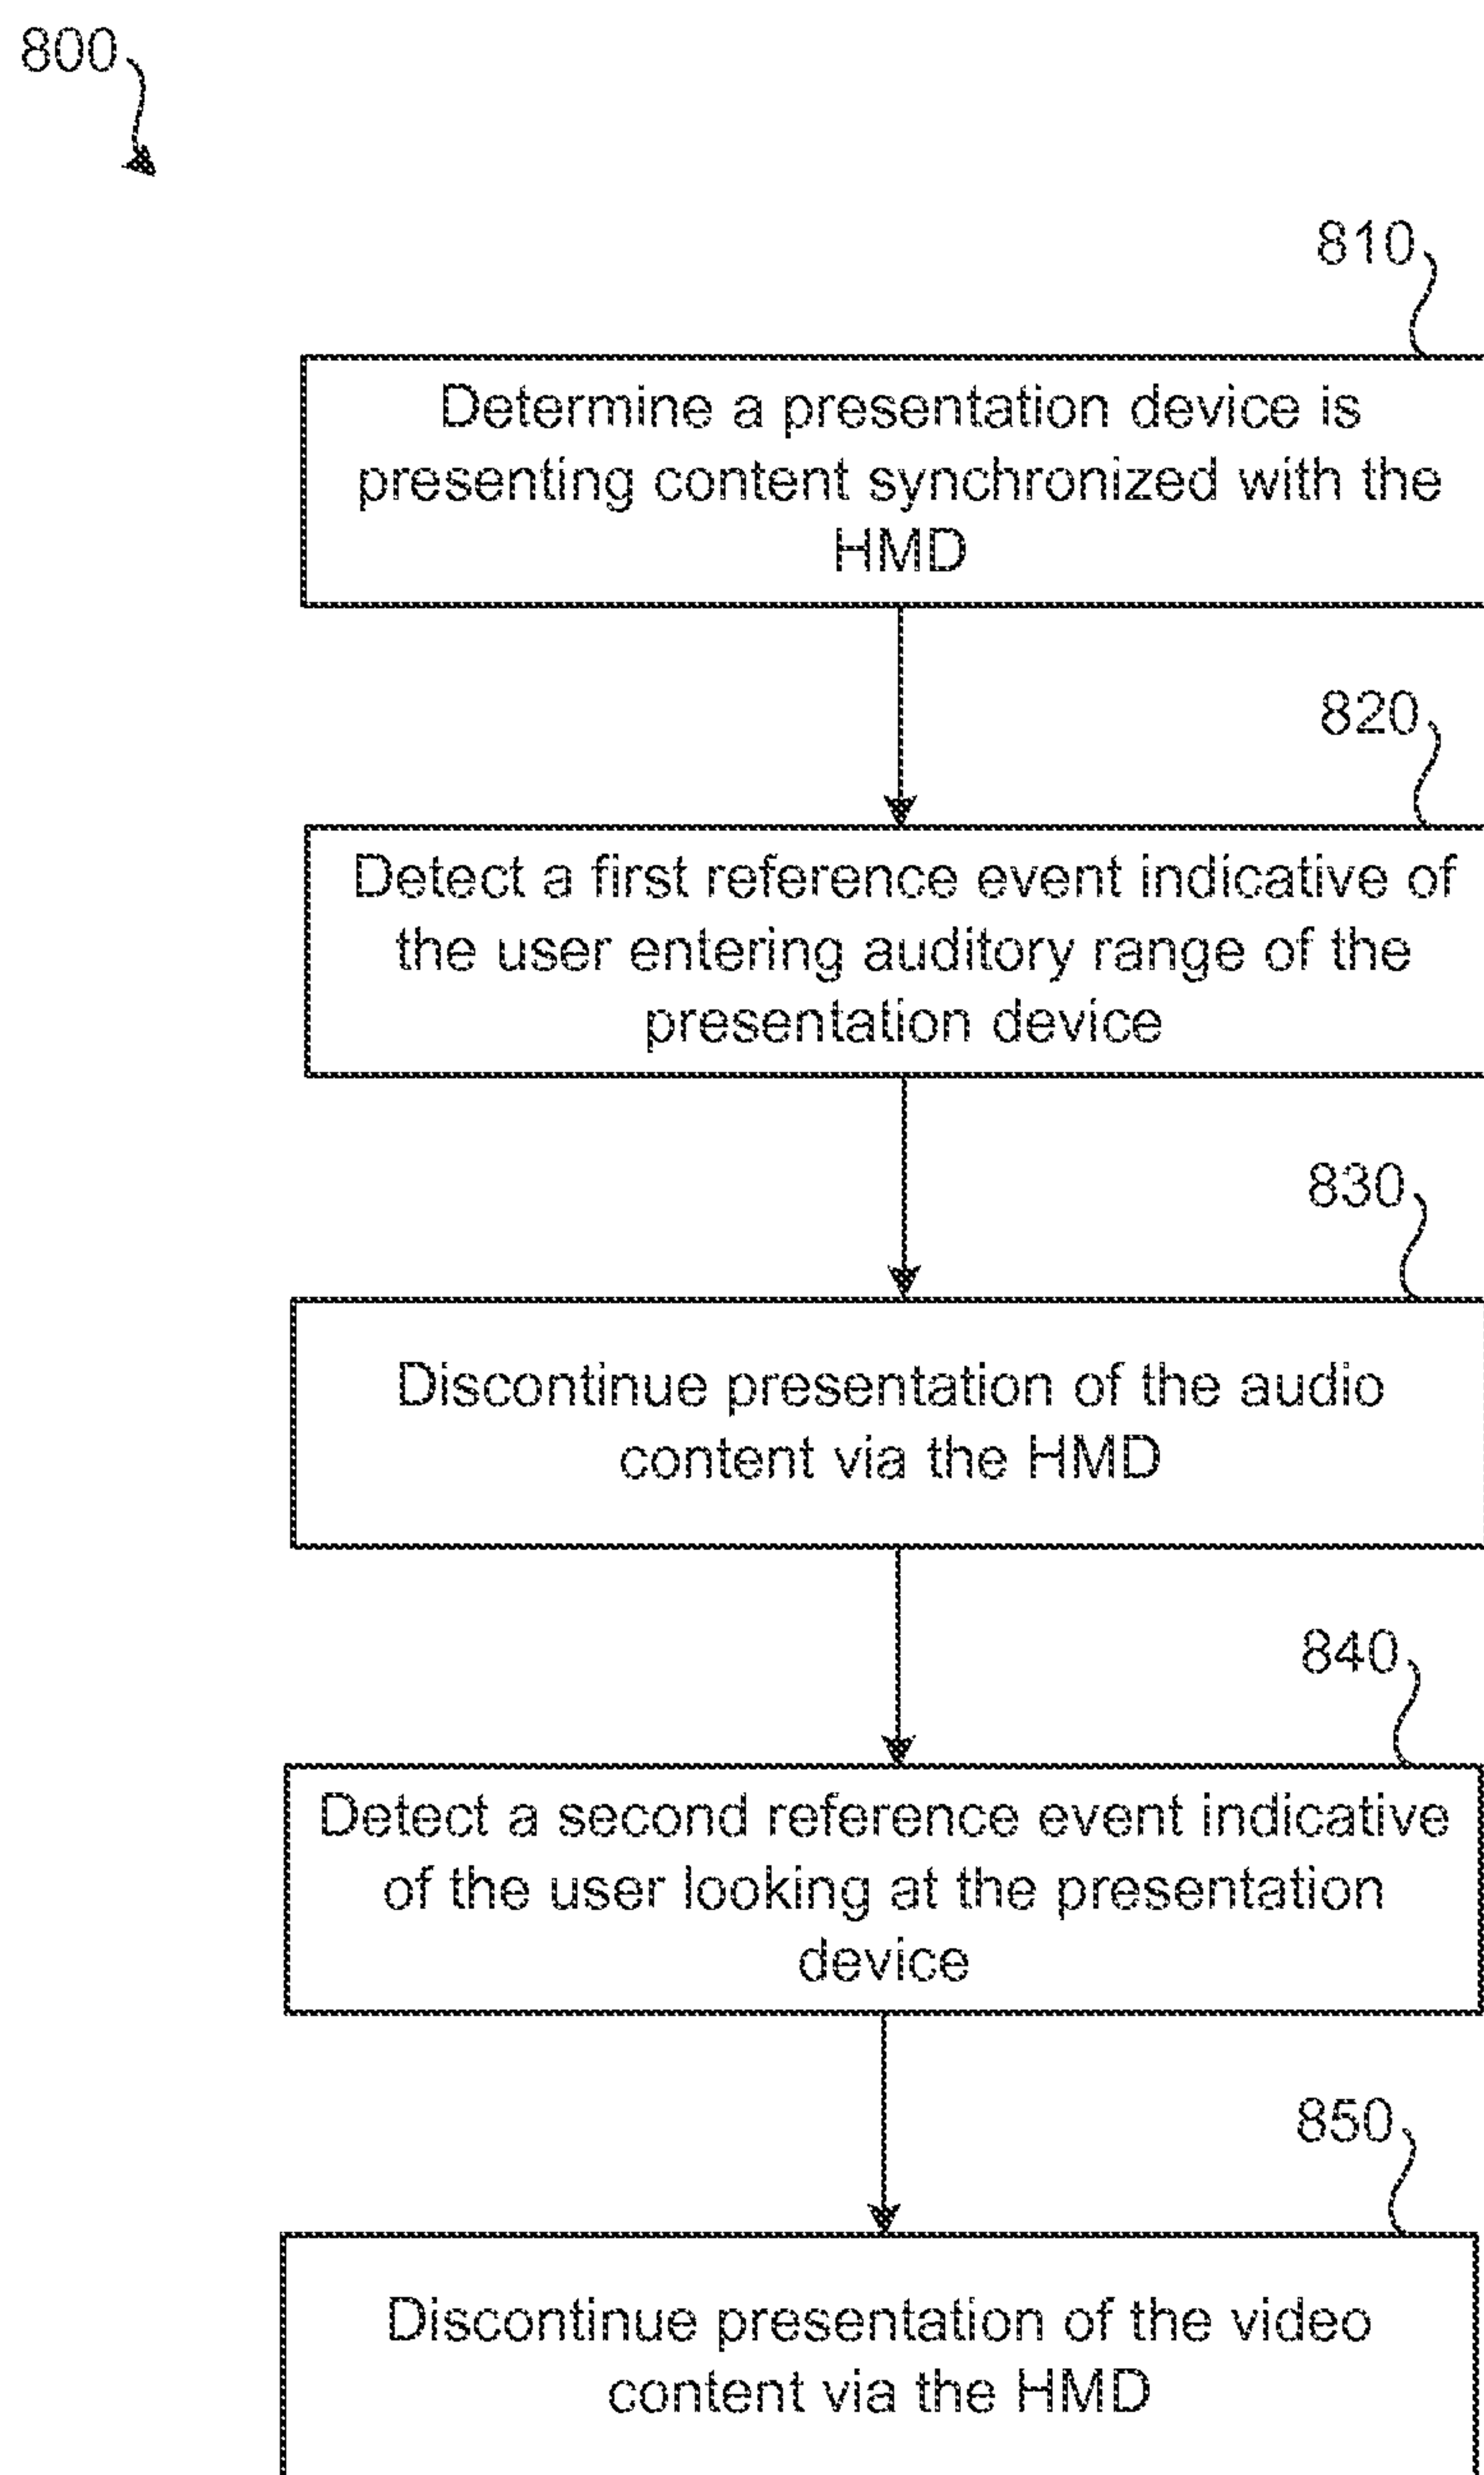 800
810
Determine a presentation device is
presenting content synchronized with the
HMD
820
Detect a first reference event indicative of
the user entering auditory range of the
presentation device
830
Discontinue presentation of the audio
content via the HMD
840
Detect a second reference event indicative
of the user looking at the presentation
device
850
Discontinue presentation of the video
content via the HMD